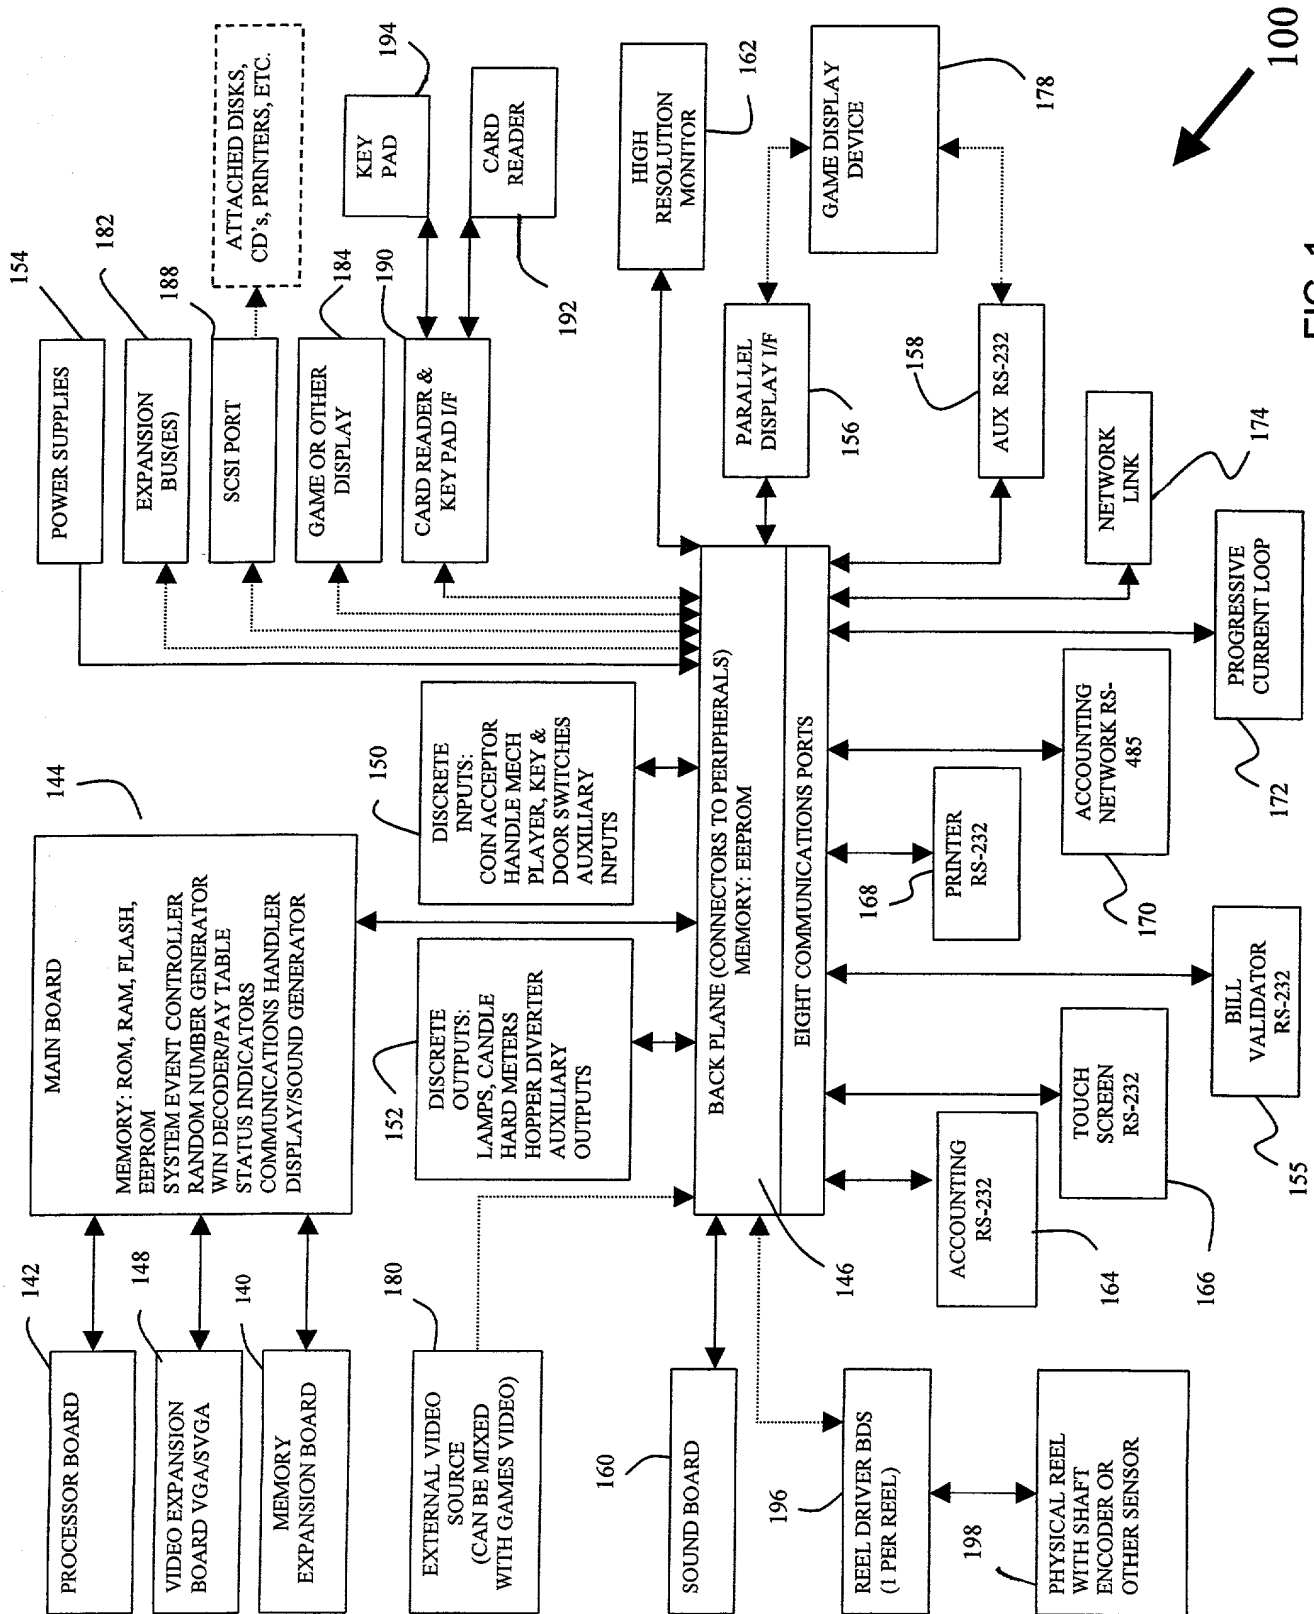 PROCESSOR BOARD
142
VIDEO EXPANSION
BOARD VGA/SVGA
148
MEMORY
EXPANSION BOARD
140
MAIN BOARD
MEMORY: ROM, RAM, FLASH,
EEPROM
SYSTEM EVENT CONTROLLER
RANDOM NUMBER GENERATOR
WIN DECODER/PAY TABLE
STATUS INDICATORS
COMMUNICATIONS HANDLER
DISPLAY/SOUND GENERATOR
144
POWER SUPPLIES
154
EXPANSION
BUS(ES)
182
SCSI PORT
188
ATTACHED DISKS,
CD's, PRINTERS, ETC.
GAME OR OTHER
DISPLAY
184
CARD READER &
KEY PAD I/F
190
KEY
PAD
194
CARD
READER
192
EXTERNAL VIDEO
SOURCE
(CAN BE MIXED
WITH GAMES VIDEO)
180
152
DISCRETE
OUTPUTS:
LAMPS, CANDLE
HARD METERS
HOPPER DIVERTER
AUXILIARY
OUTPUTS
DISCRETE
INPUTS:
COIN ACCEPTOR
HANDLE MECH
PLAYER, KEY &
DOOR SWITCHES
AUXILIARY
INPUTS
150
HIGH
RESOLUTION
MONITOR
162
160
SOUND BOARD
BACK PLANE (CONNECTORS TO PERIPHERALS)
MEMORY: EEPROM
EIGHT COMMUNICATIONS PORTS
146
PARALLEL
DISPLAY I/F
156
GAME DISPLAY
DEVICE
178
196
REEL DRIVER BDS
(1 PER REEL)
198
PHYSICAL REEL
WITH SHAFT
ENCODER OR
OTHER SENSOR
ACCOUNTING
RS-232
164
TOUCH
SCREEN
RS-232
166
BILL
VALIDATOR
RS-232
155
168
PRINTER
RS-232
ACCOUNTING
NETWORK RS-
485
170
PROGRESSIVE
CURRENT LOOP
172
NETWORK
LINK
174
158
AUX RS-232
100
FIG. 1